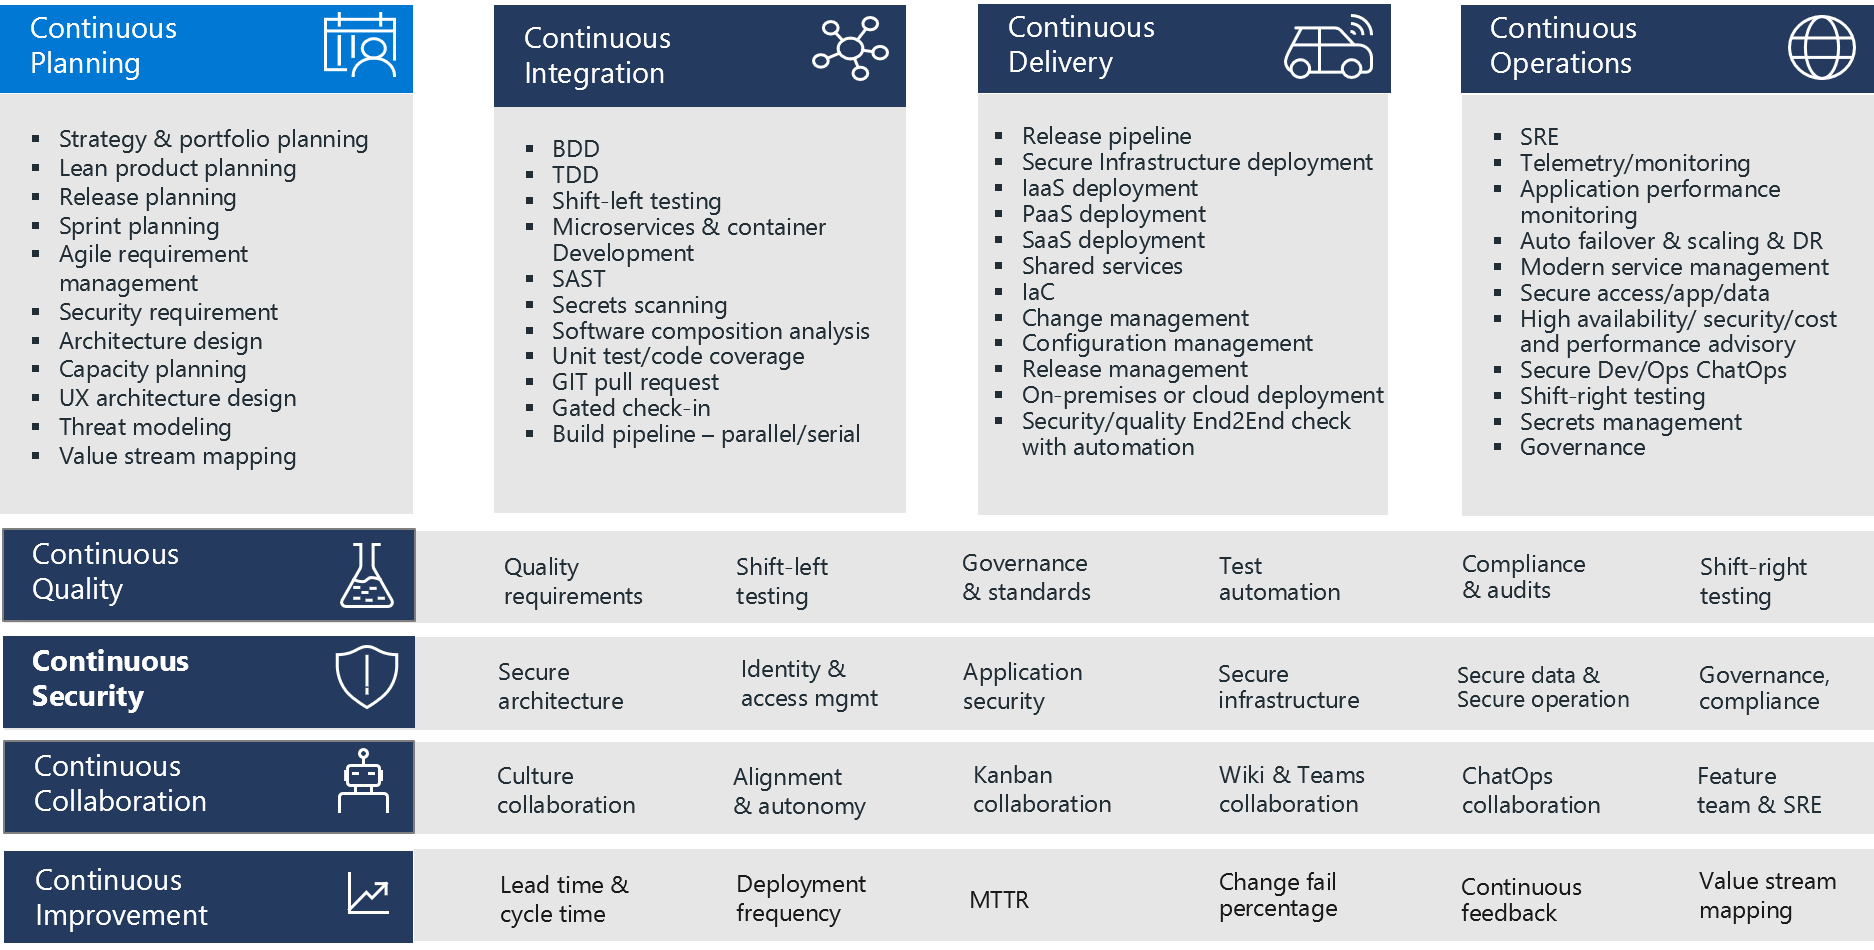 Continuous
Planning
▪ Strategy & portfolio planning
▪ Lean product planning
▪ Release planning
▪ Sprint planning
▪ Agile requirement
management
▪ Security requirement
▪ Architecture design
▪ Capacity planning
▪ UX architecture design
▪ Threat modeling
▪ Value stream mapping
Continuous
Integration
▪ BDD
▪ TDD
▪ Shift-left testing
▪ Microservices & container
Development
▪ SAST
▪ Secrets scanning
▪ Software composition analysis
▪ Unit test/code coverage
▪ GIT pull request
▪ Gated check-in
▪ Build pipeline – parallel/serial
Continuous
Delivery
▪ Release pipeline
▪ Secure Infrastructure deployment
▪ IaaS deployment
▪ PaaS deployment
▪ SaaS deployment
▪ Shared services
▪ IaC
▪ Change management
▪ Configuration management
▪ Release management
▪ On-premises or cloud deployment
▪ Security/quality End2End check
with automation
Continuous
Operations
▪ SRE
▪ Telemetry/monitoring
▪ Application performance
monitoring
▪ Auto failover & scaling & DR
▪ Modern service management
▪ Secure access/app/data
▪ High availability/ security/cost
and performance advisory
▪ Secure Dev/Ops ChatOps
▪ Shift-right testing
▪ Secrets management
▪ Governance
Continuous
Quality
Quality
requirements
Shift-left
testing
Governance
& standards
Test
automation
Compliance
& audits
Shift-right
testing
Continuous
Security
Secure
architecture
Identity &
access mgmt
Application
security
Secure
infrastructure
Secure data &
Secure operation
Governance,
compliance
Continuous
Collaboration
Culture
collaboration
Alignment
& autonomy
Kanban
collaboration
Wiki & Teams
collaboration
ChatOps
collaboration
Feature
team & SRE
Continuous
Improvement
Lead time &
cycle time
Deployment
frequency
MTTR
Change fail
percentage
Continuous
feedback
Value stream
mapping